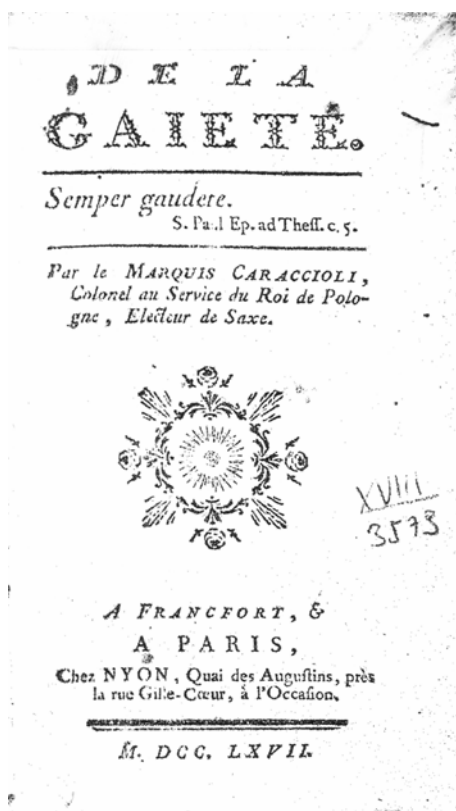 DE LA
GAIETÉ.
Semper gaudete.
S. Paul Ep. ad Theſſ. c. 5.
Par le MARQUIS CARACCIOLI,
Colonel au Service du Roi de Polo-
gne, Electeur de Saxe.
XVIII
3573
A FRANCFORT, &
A PARIS,
Chez NYON, Quai des Auguſtins, près
la rue Gille-Cœur, à l'Occaſion.
M. DCC. LXVII.